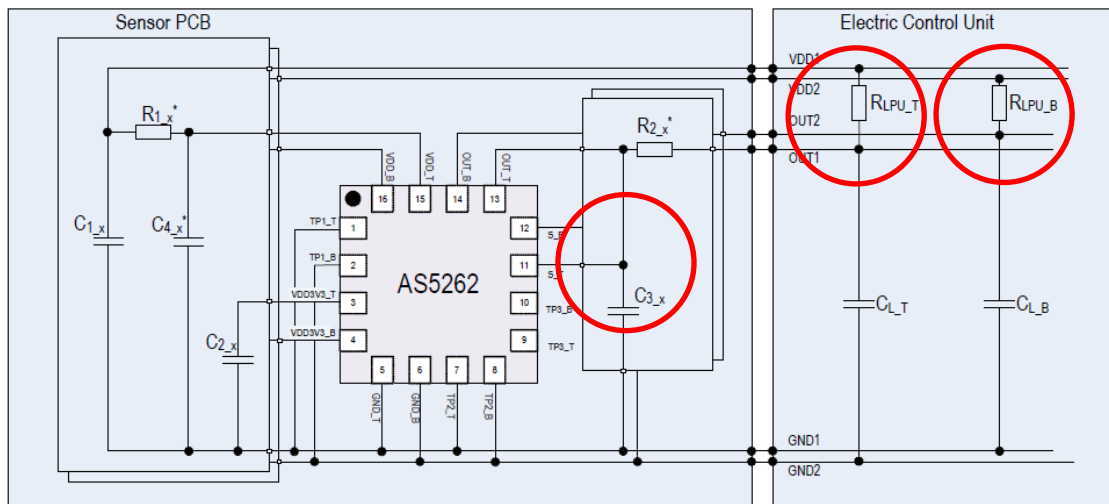 Sensor PCB
Electric Control Unit
VDD1
VDD2
RLPU_T
RLPU_B
OUT2
OUT1
R1_x*
R2_x*
VDD_B
VDD_T
OUT_B
OUT_T
16
15
14
13
C1_x
C4_x*
TP1_T
1
12
TP1_B
2
11
AS5262
VDD3V3_T
3
10
TP3_B
C3_x
VDD3V3_B
4
9
TP3_T
C2_x
CL_T
CL_B
5
6
7
8
GND_T
GND_B
TP2_T
TP2_B
GND1
GND2